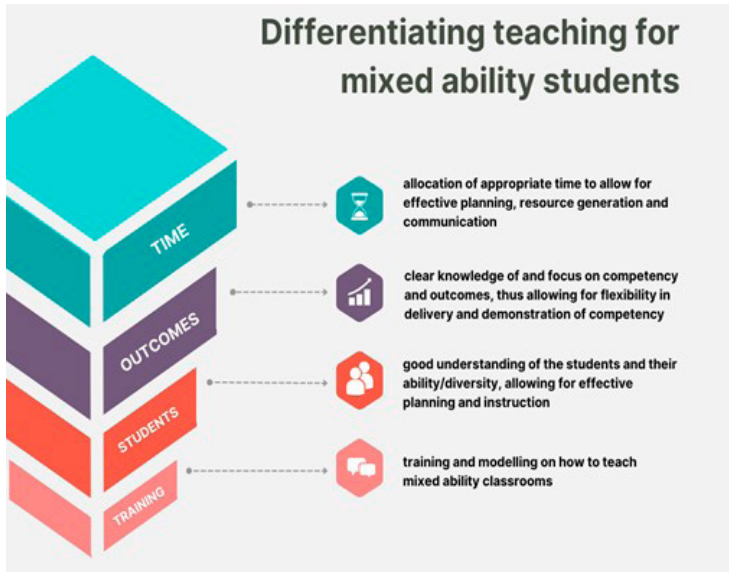 Differentiating teaching for
mixed ability students
TIME
allocation of appropriate time to allow for
effective planning, resource generation and
communication
OUTCOMES
clear knowledge of and focus on competency
and outcomes, thus allowing for flexibility in
delivery and demonstration of competency
STUDENTS
good understanding of the students and their
ability/diversity, allowing for effective
planning and instruction
TRAINING
training and modelling on how to teach
mixed ability classrooms